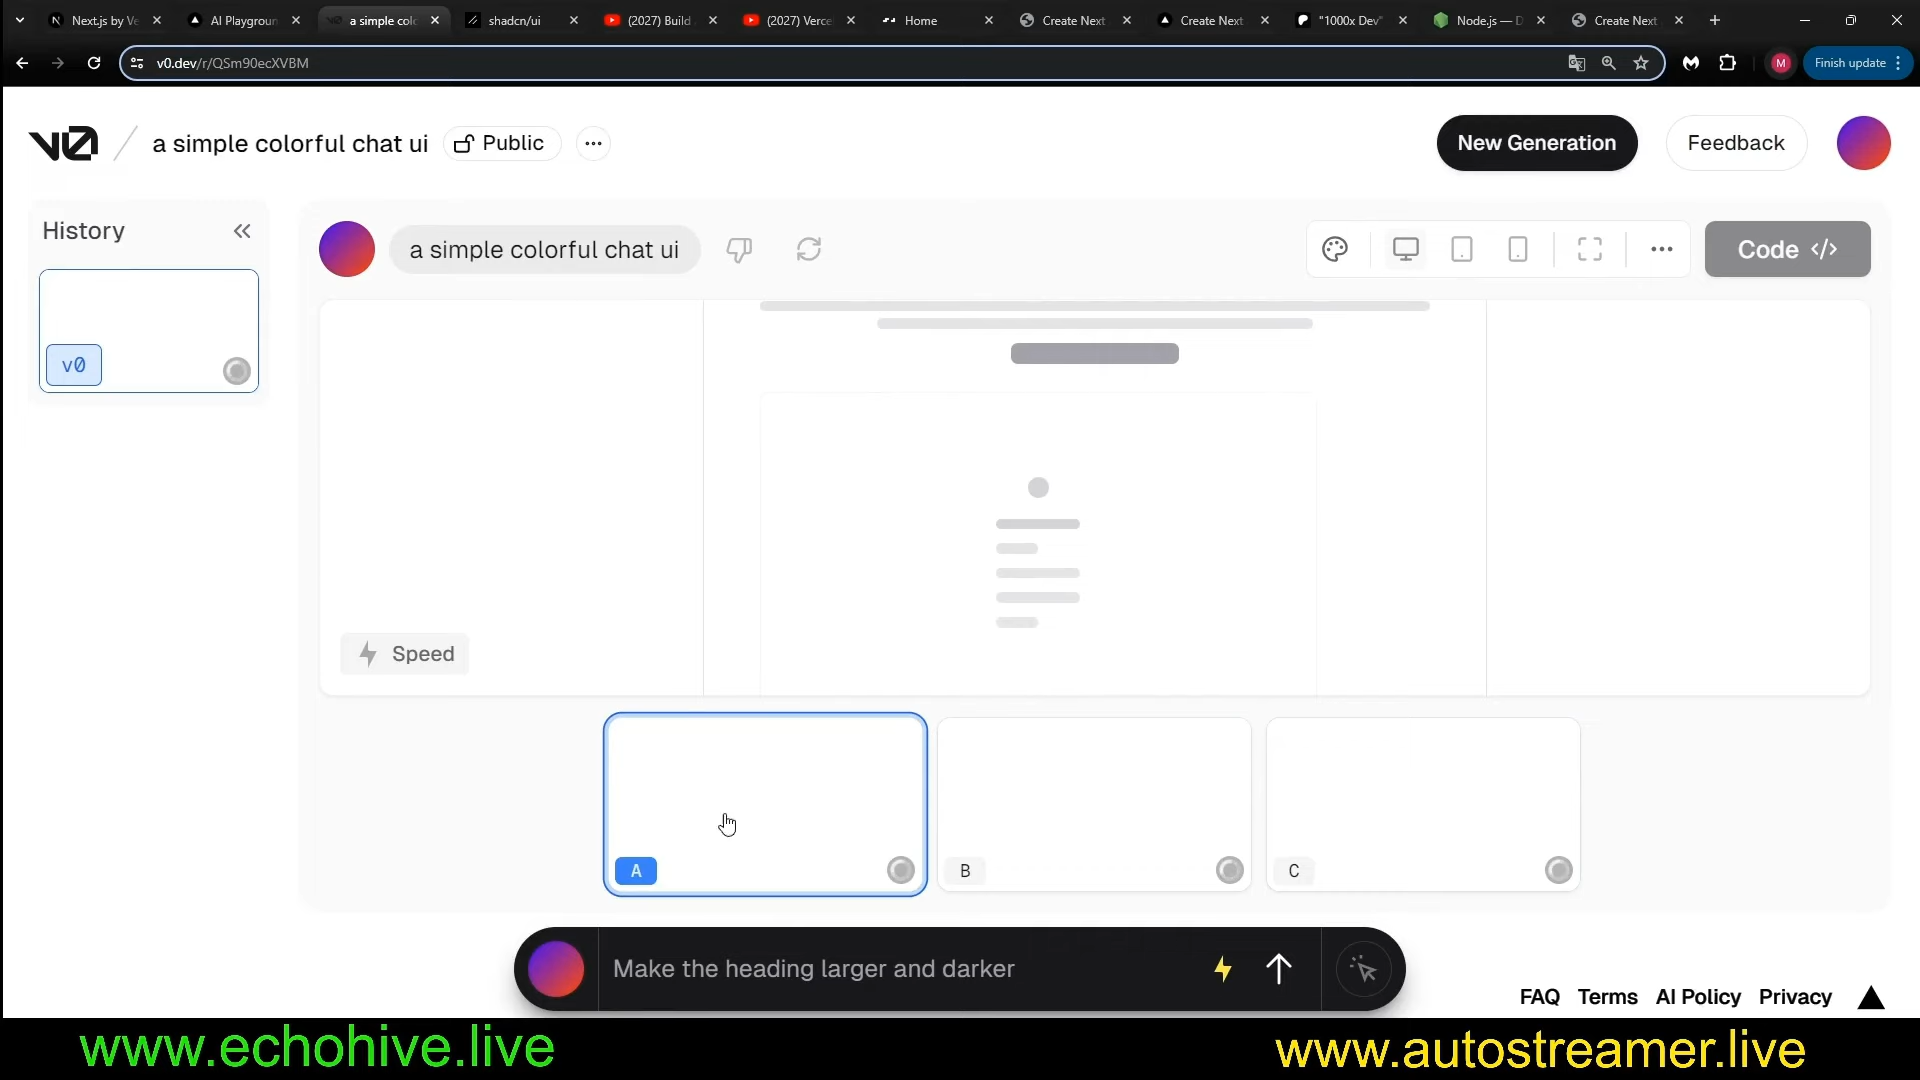 Next.js by Ve
AI Playgroun
a simple colo
shadcn/ui
(2027) Build
(2027) Verce
Home
Create Next
Create Next
"1000x Dev"
Node.js — D
Create Next
v0.dev/r/QSm90ecXVBM
M
Finish update
v0
a simple colorful chat ui
Public
New Generation
Feedback
History
v0
a simple colorful chat ui
Code </>
Speed
A
B
C
Make the heading larger and darker
FAQ
Terms
AI Policy
Privacy
www.echohive.live
www.autostreamer.live